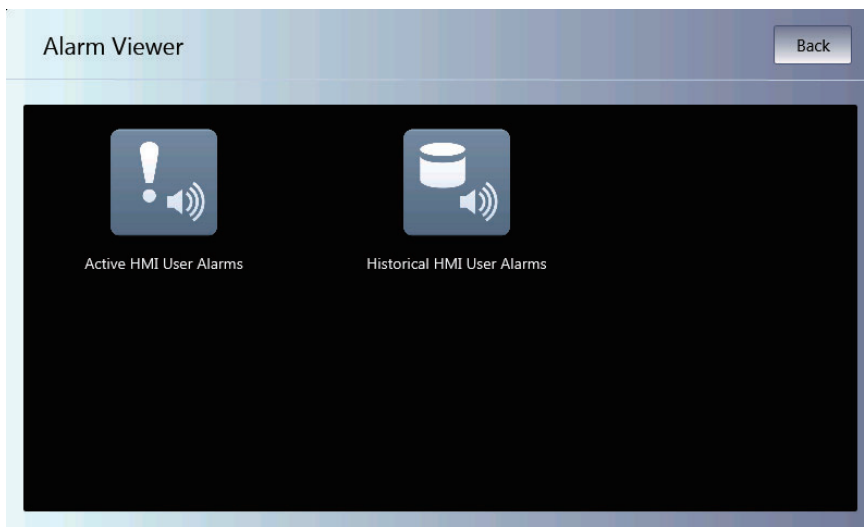 Alarm Viewer
Back
Active HMI User Alarms
Historical HMI User Alarms